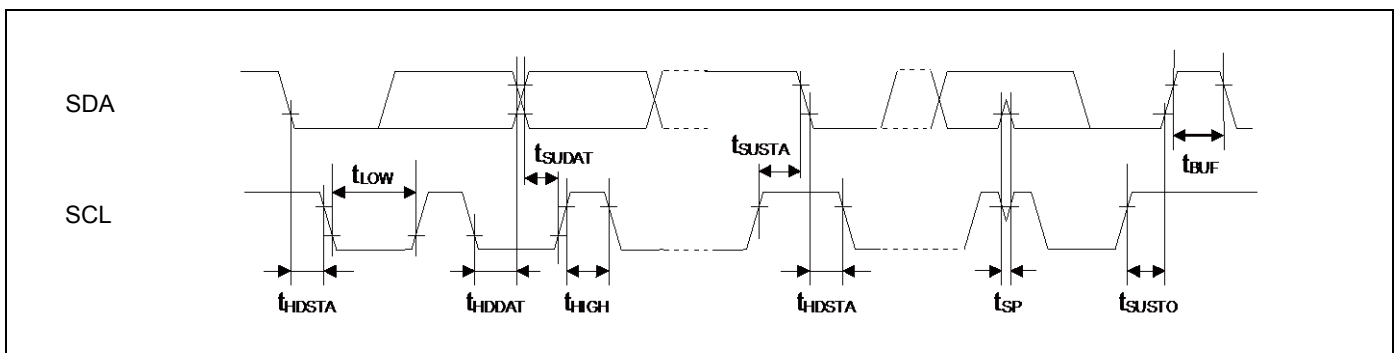 SDA
tSUDAT
tSUSTA
tBUF
tLOW
SCL
tHDSTA
tHDDAT
tHIGH
tHDSTA
tSP
tSUSTO